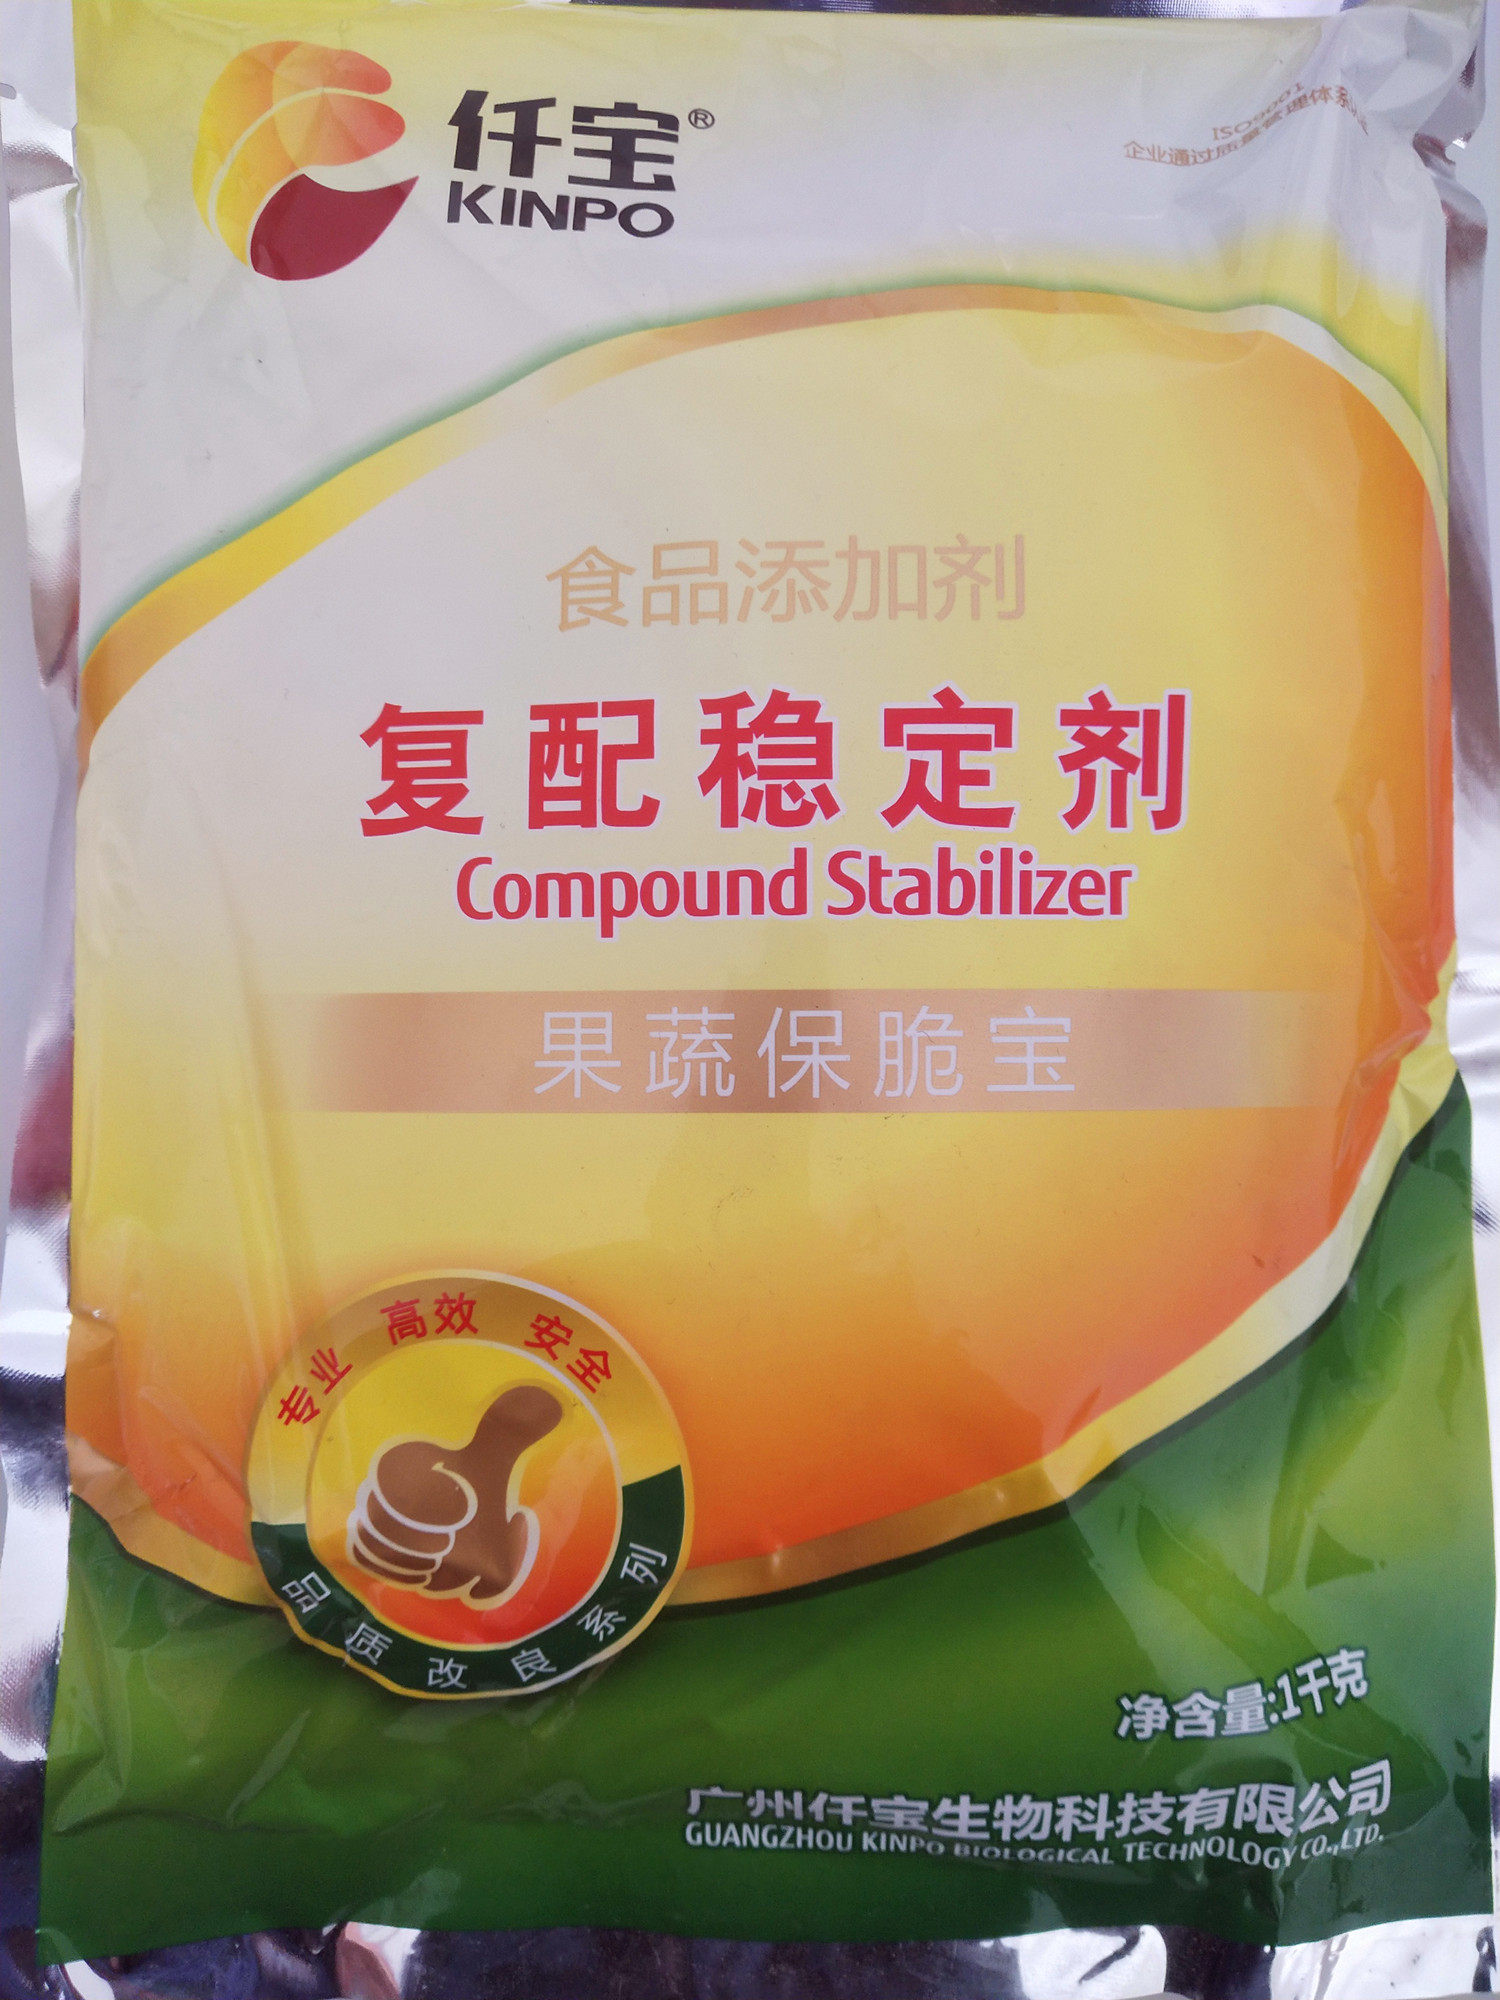 仟宝®
KINPO
ISO9001
企业通过质量管理体系
食品添加剂
复配稳定剂
Compound Stabilizer
果蔬保脆宝
专业 高效 安全
品质改良系列
净含量:1千克
广州仟宝生物科技有限公司
GUANGZHOU KINPO BIOLOGICAL TECHNOLOGY CO.,LTD.